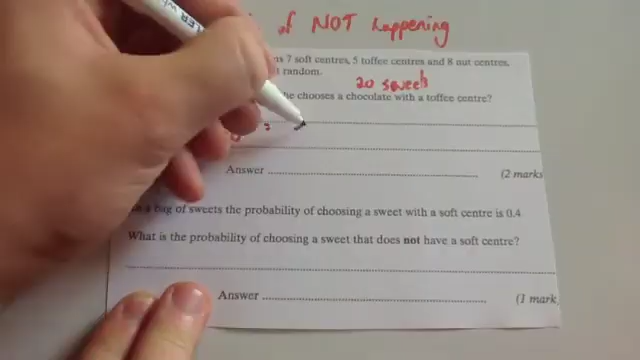 of NOT happening
ns 7 soft centres, 5 toffee centres and 8 nut centres,
t random.
20 sweets
he chooses a chocolate with a toffee centre?
Answer
(2 marks
a bag of sweets the probability of choosing a sweet with a soft centre is 0.4
What is the probability of choosing a sweet that does not have a soft centre?
Answer
(1 mark